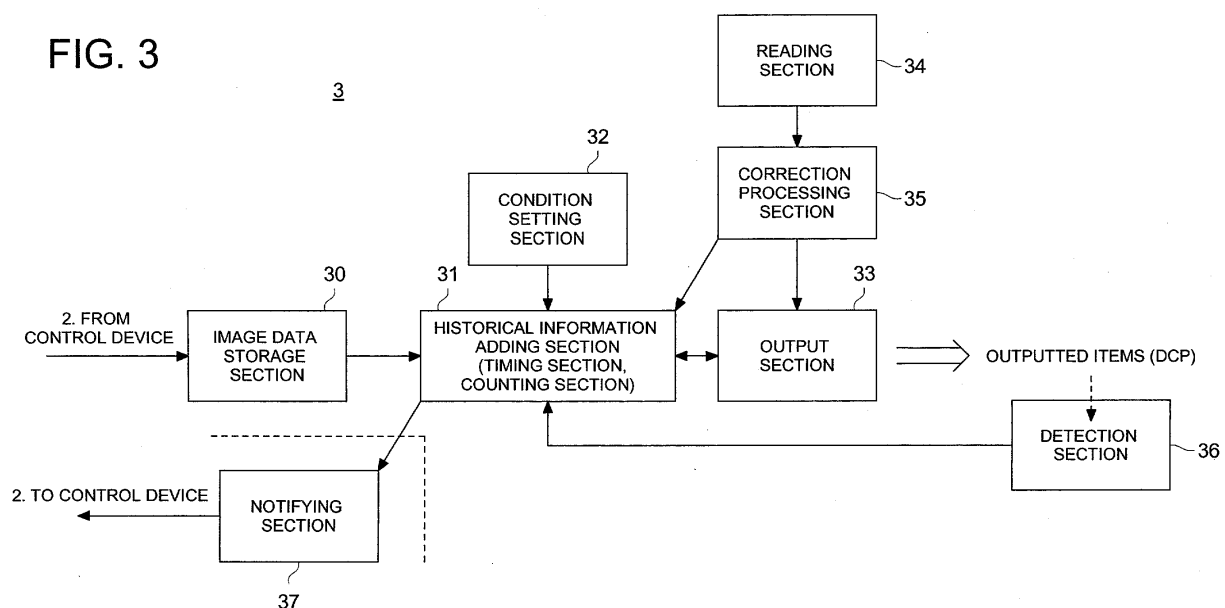 FIG. 3
3
READING
SECTION
34
CORRECTION
PROCESSING
SECTION
35
32
CONDITION
SETTING
SECTION
30
2. FROM
CONTROL DEVICE
IMAGE DATA
STORAGE
SECTION
31
HISTORICAL INFORMATION
ADDING SECTION
(TIMING SECTION,
COUNTING SECTION)
33
OUTPUT
SECTION
OUTPUTTED ITEMS (DCP)
DETECTION
SECTION
36
2. TO CONTROL DEVICE
NOTIFYING
SECTION
37